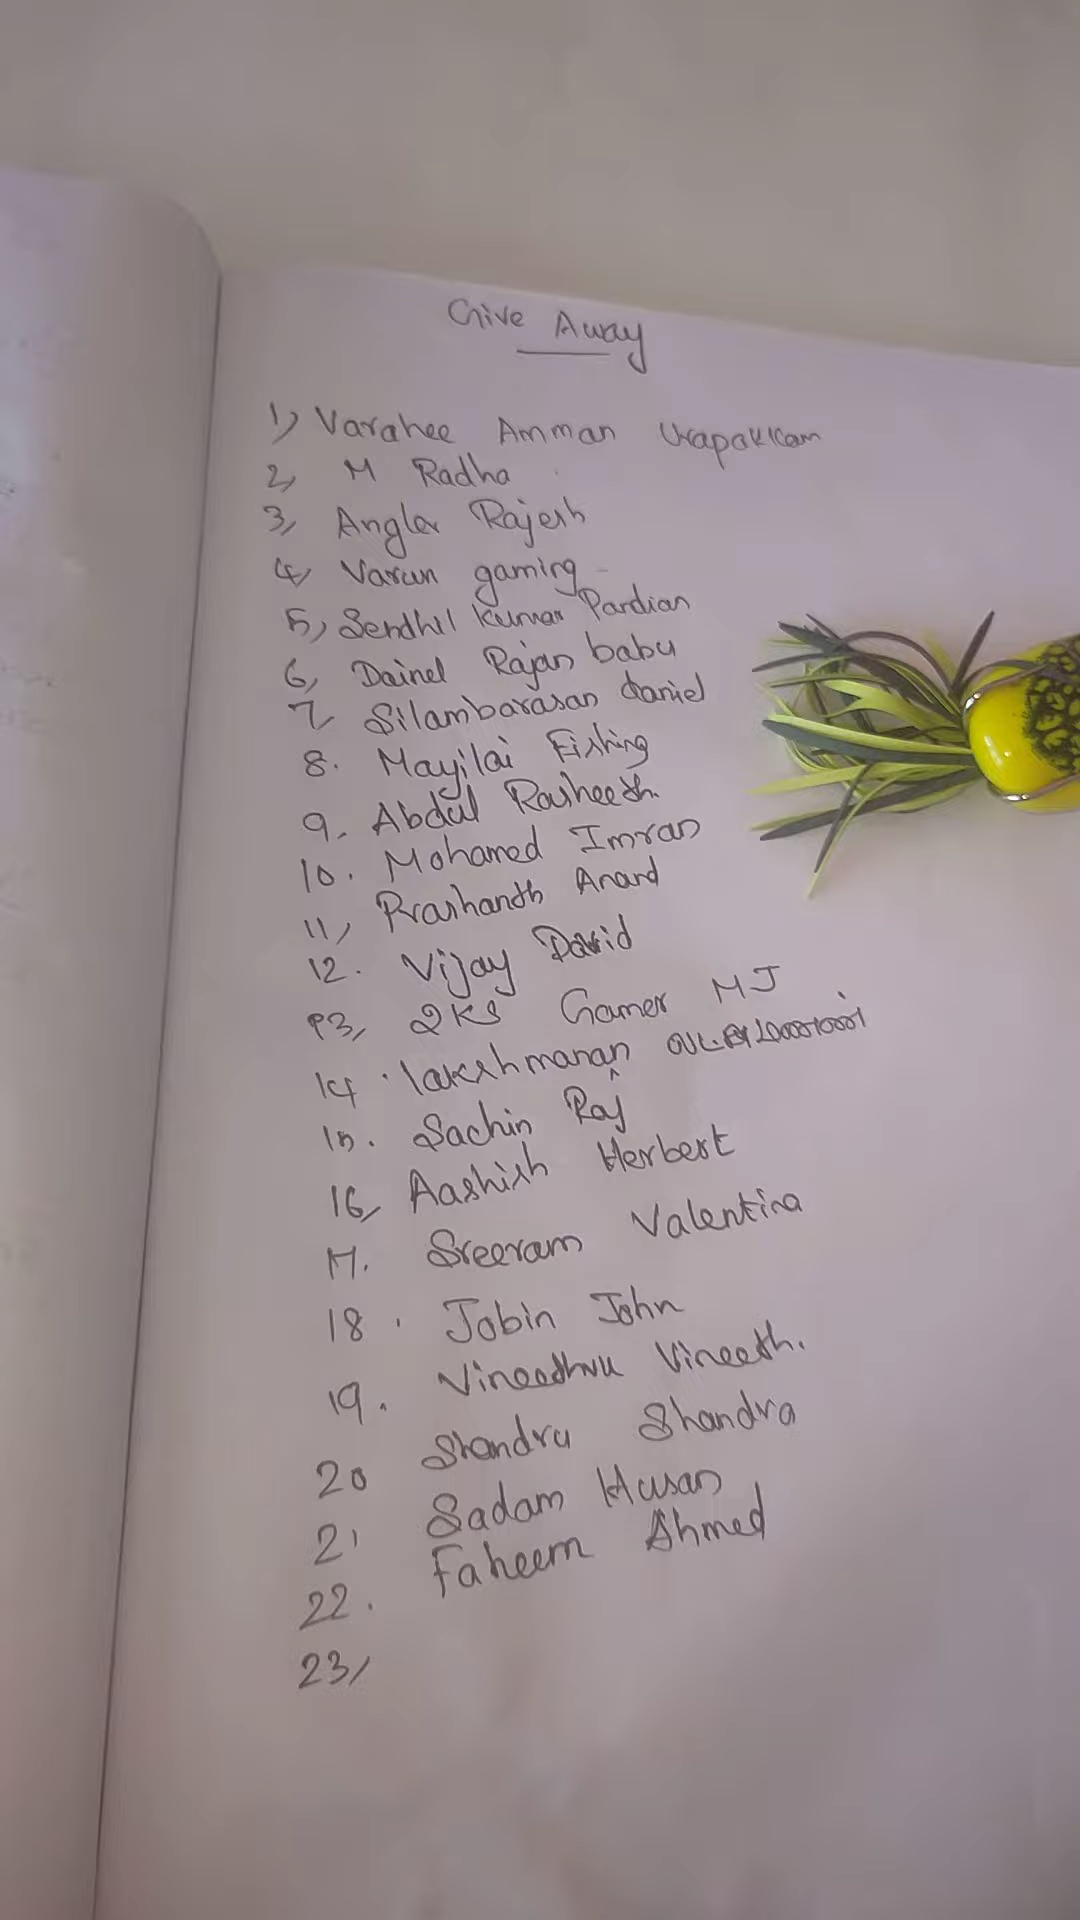 Give Away
1) Varahee Amman Urapakkam
2, M Radha
3, Angler Rajesh
4, Varun gaming
5, Sendhil kumar Pandian
6, Dainel Rajan babu
7, Silambarasan daniel
8. Mayilai Fishing
9. Abdul Rasheeth.
10. Mohamed Imran
11, Prashanth Anand
12. Vijay David
13, 2KS Gamer MJ
14. lakshmanan
15. Sachin Raj
16, Aashish Herbert
17. Sreeram Valentina
18. Jobin John
19. Vineeth.
20 Shandru Shandra
21 Sadam Husan
22. Faheem Ahmed
23,